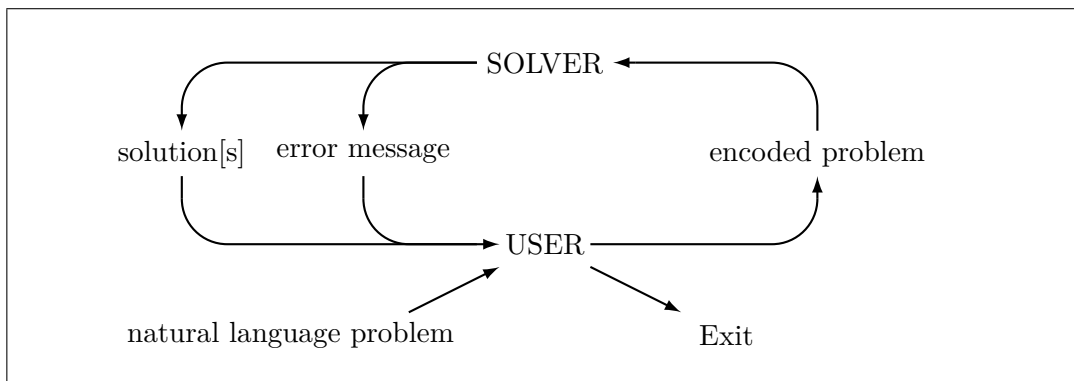 SOLVER
solution[s] error message encoded problem
USER
natural language problem Exit